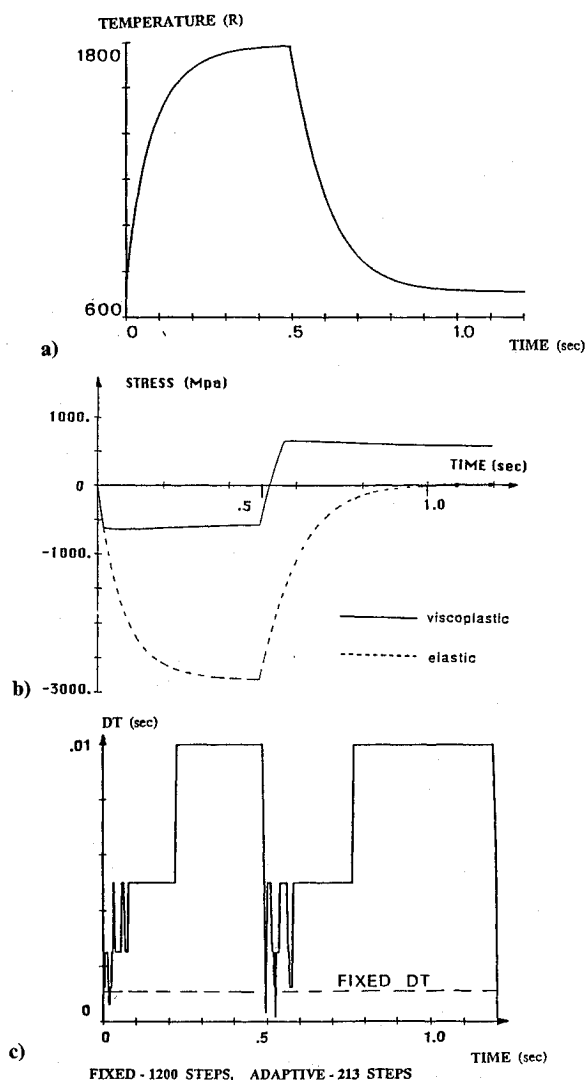 TEMPERATURE (R)
1800
600
0 .5 1.0
a)
TIME (sec)
STRESS (Mpa)
1000.
0
TIME (sec)
.5 1.0
-1000.
viscoplastic
elastic
b)
-3000.
DT (sec)
.01
FIXED DT
0
0 .5 1.0
c)
TIME (sec)
FIXED - 1200 STEPS, ADAPTIVE - 213 STEPS